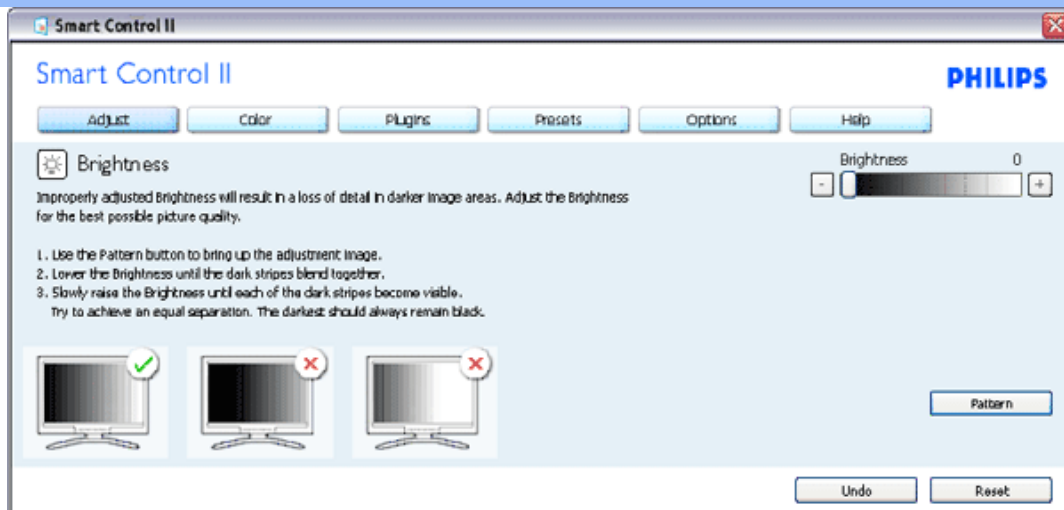 Smart Control II
Smart Control II
PHILIPS
Adjust
Color
Plugins
Presets
Options
Help
Brightness
Improperly adjusted Brightness will result in a loss of detail in darker image areas. Adjust the Brightness
for the best possible picture quality.
1. Use the Pattern button to bring up the adjustment image.
2. Lower the Brightness until the dark stripes blend together.
3. Slowly raise the Brightness until each of the dark stripes become visible.
Try to achieve an equal separation. The darkest should always remain black.
Brightness 0
- +
Pattern
Undo
Reset